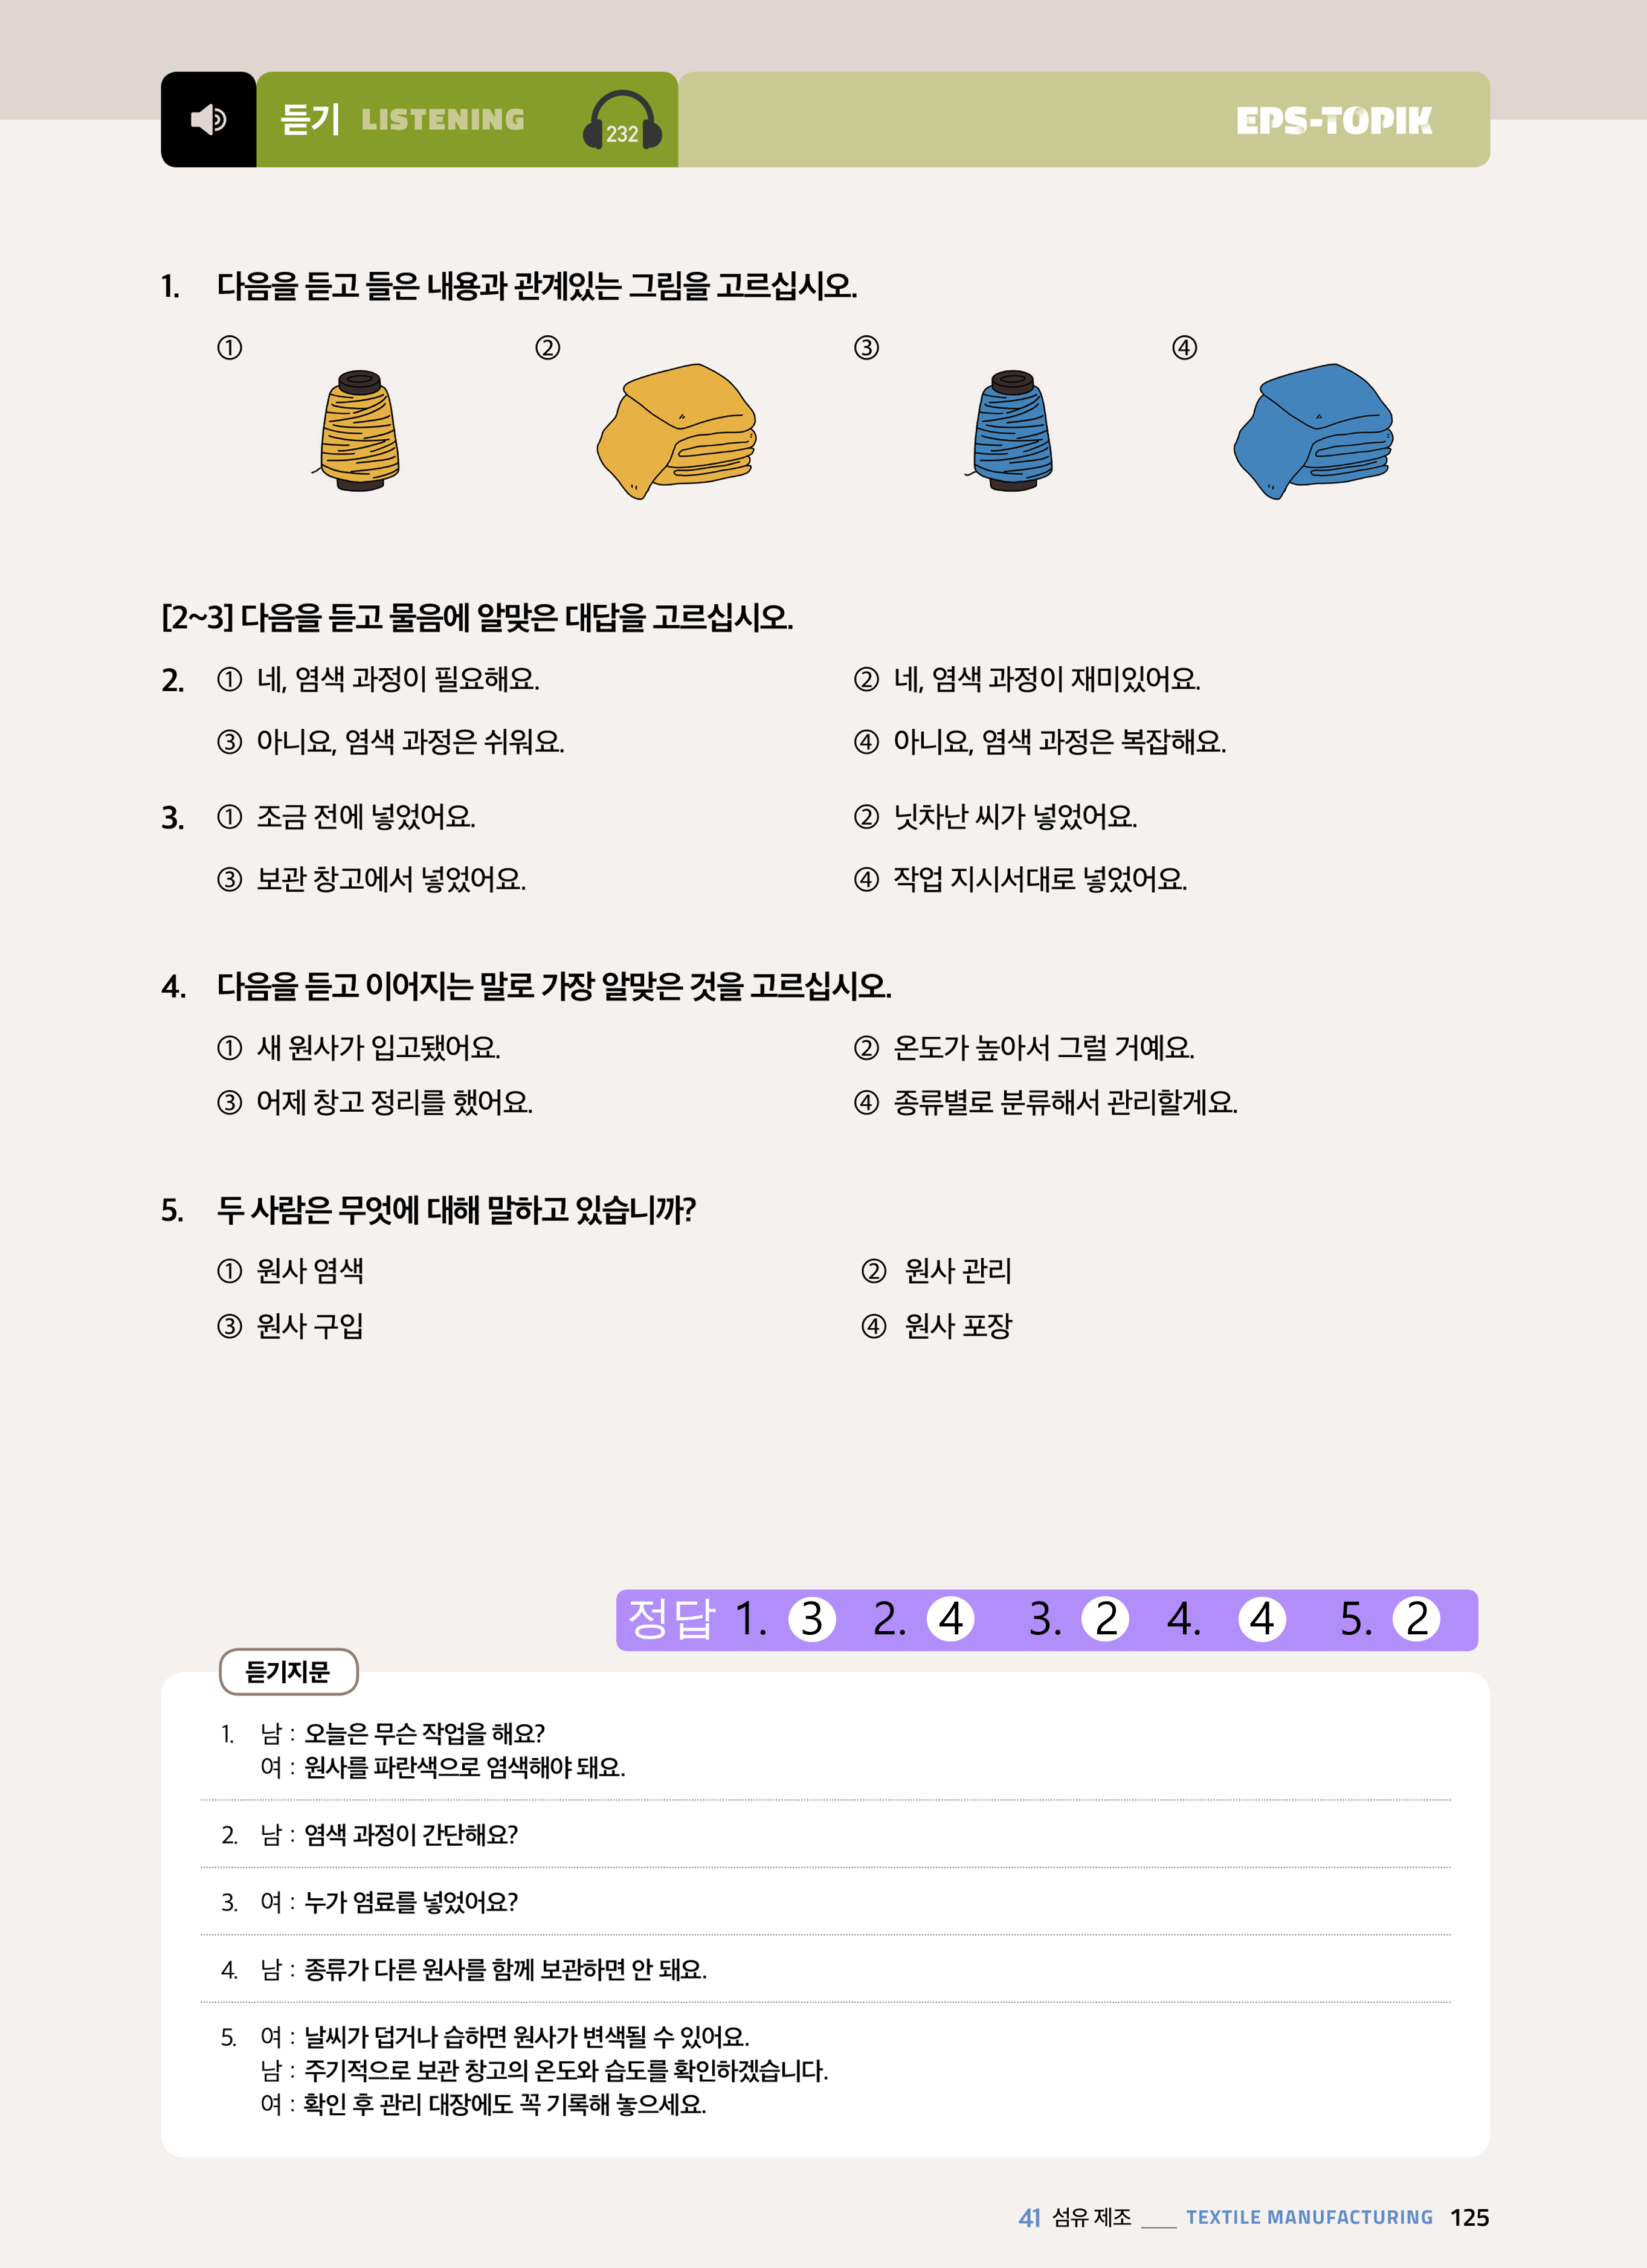 듣기 LISTENING 232 EPS-TOPIK
1. 다음을 듣고 들은 내용과 관계있는 그림을 고르십시오.
① ② ③ ④
[2~3] 다음을 듣고 물음에 알맞은 대답을 고르십시오.
2. ① 네, 염색 과정이 필요해요. ② 네, 염색 과정이 재미있어요.
③ 아니요, 염색 과정은 쉬워요. ④ 아니요, 염색 과정은 복잡해요.
3. ① 조금 전에 넣었어요. ② 닛차난 씨가 넣었어요.
③ 보관 창고에서 넣었어요. ④ 작업 지시서대로 넣었어요.
4. 다음을 듣고 이어지는 말로 가장 알맞은 것을 고르십시오.
① 새 원사가 입고됐어요. ② 온도가 높아서 그럴 거예요.
③ 어제 창고 정리를 했어요. ④ 종류별로 분류해서 관리할게요.
5. 두 사람은 무엇에 대해 말하고 있습니까?
① 원사 염색 ② 원사 관리
③ 원사 구입 ④ 원사 포장
정답 1. 3 2. 4 3. 2 4. 4 5. 2
듣기지문
1. 남 : 오늘은 무슨 작업을 해요?
여 : 원사를 파란색으로 염색해야 돼요.
2. 남 : 염색 과정이 간단해요?
3. 여 : 누가 염료를 넣었어요?
4. 남 : 종류가 다른 원사를 함께 보관하면 안 돼요.
5. 여 : 날씨가 덥거나 습하면 원사가 변색될 수 있어요.
남 : 주기적으로 보관 창고의 온도와 습도를 확인하겠습니다.
여 : 확인 후 관리 대장에도 꼭 기록해 놓으세요.
41 섬유 제조 ___ TEXTILE MANUFACTURING 125